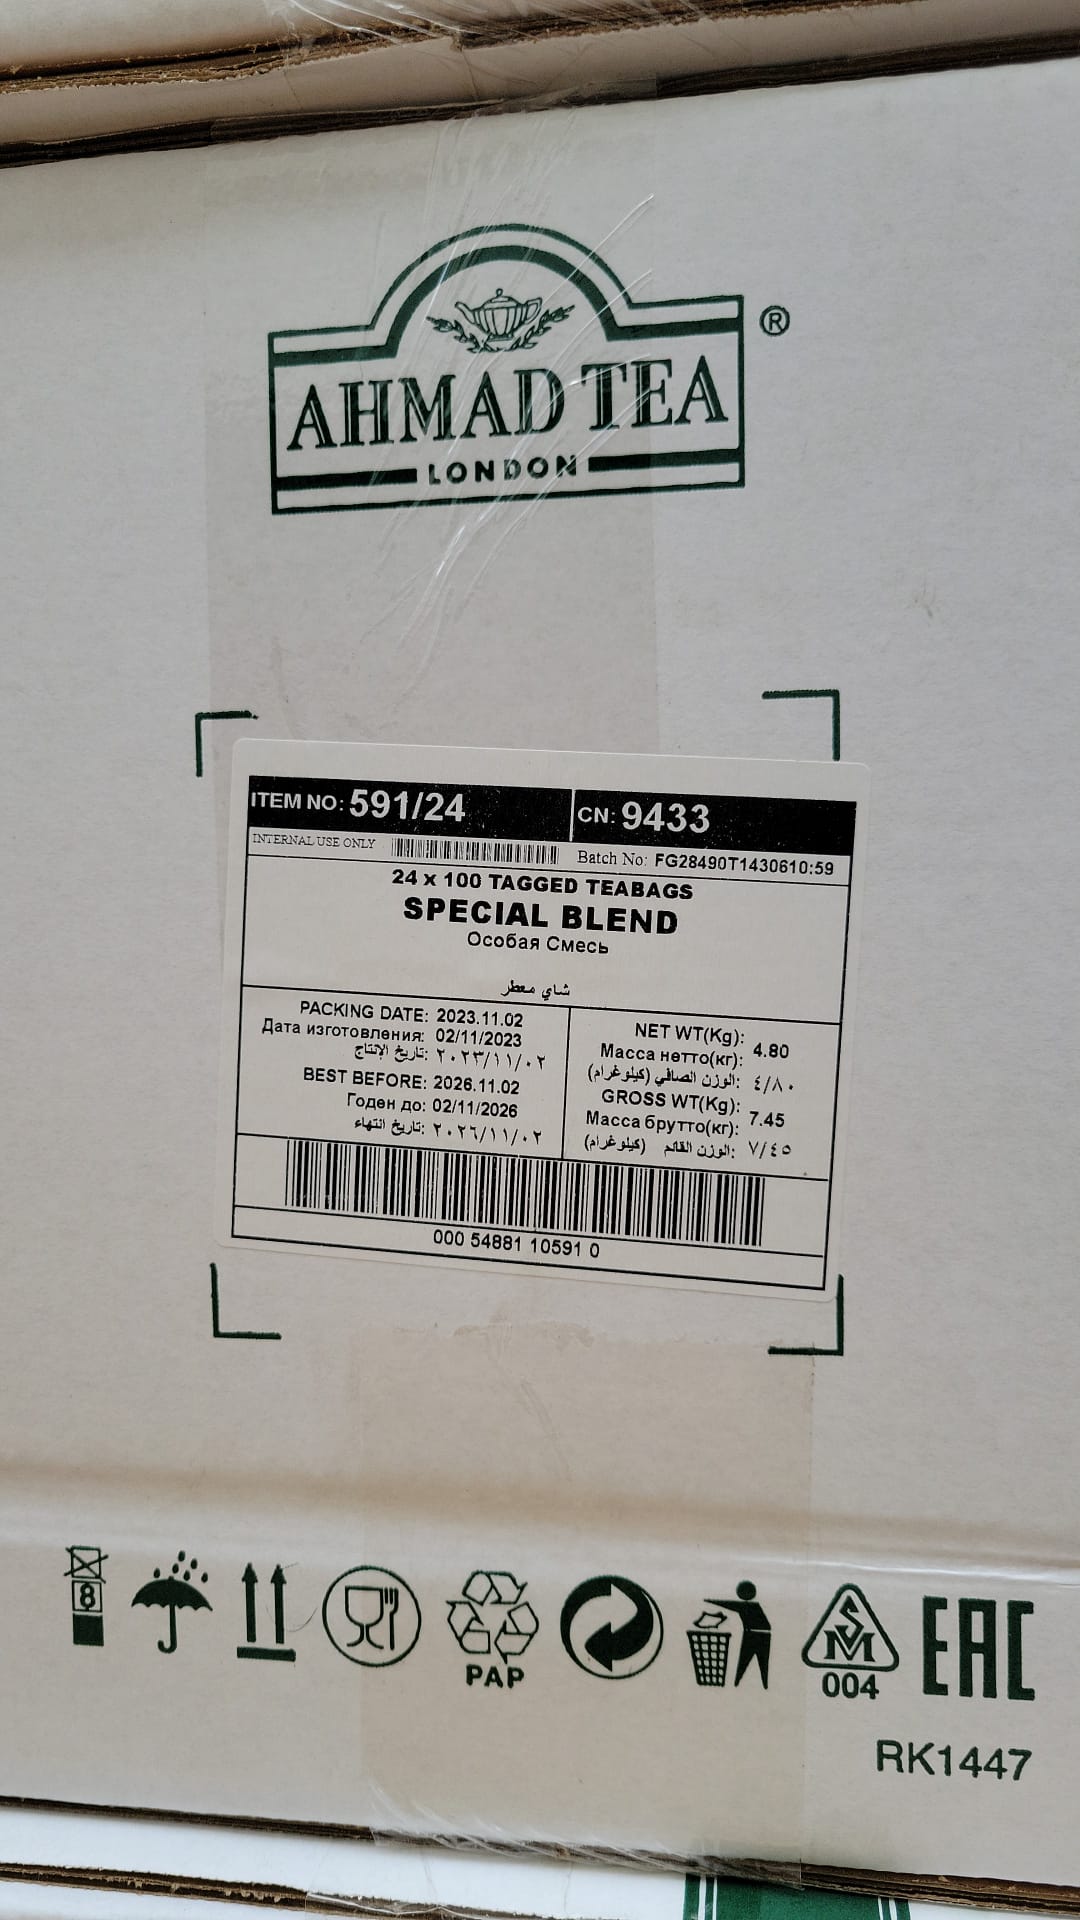 ®
AHMAD TEA
LONDON
ITEM NO: 591/24 CN: 9433
INTERNAL USE ONLY Batch No: FG28490T1430610:59
24 x 100 TAGGED TEABAGS
SPECIAL BLEND
Особая Смесь
شاي معطر
PACKING DATE: 2023.11.02
Дата изготовления: 02/11/2023
تاريخ الإنتاج: ٢٠٢٣/١١/٠٢
BEST BEFORE: 2026.11.02
Годен до: 02/11/2026
تاريخ انتهاء: ٢٠٢٦/١١/٠٢
NET WT(Kg): 4.80
Масса нетто(кг):
الوزن الصافي (كيلوغرام): ٤/٨٠
GROSS WT(Kg): 7.45
Масса брутто(кг):
الوزن القائم (كيلوغرام): ٧/٤٥
000 54881 10591 0
8
PAP
SM
004
EAC
RK1447